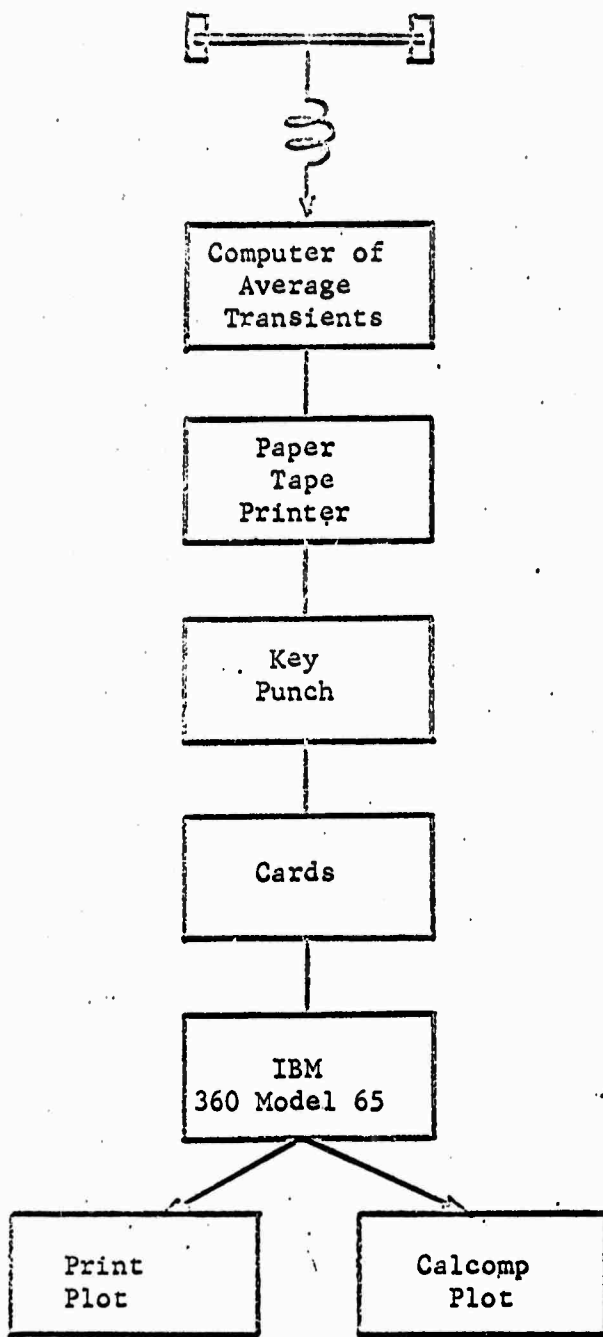 Computer of
Average
Transients
Paper
Tape
Printer
Key
Punch
Cards
IBM
360 Model 65
Print
Plot
Calcomp
Plot